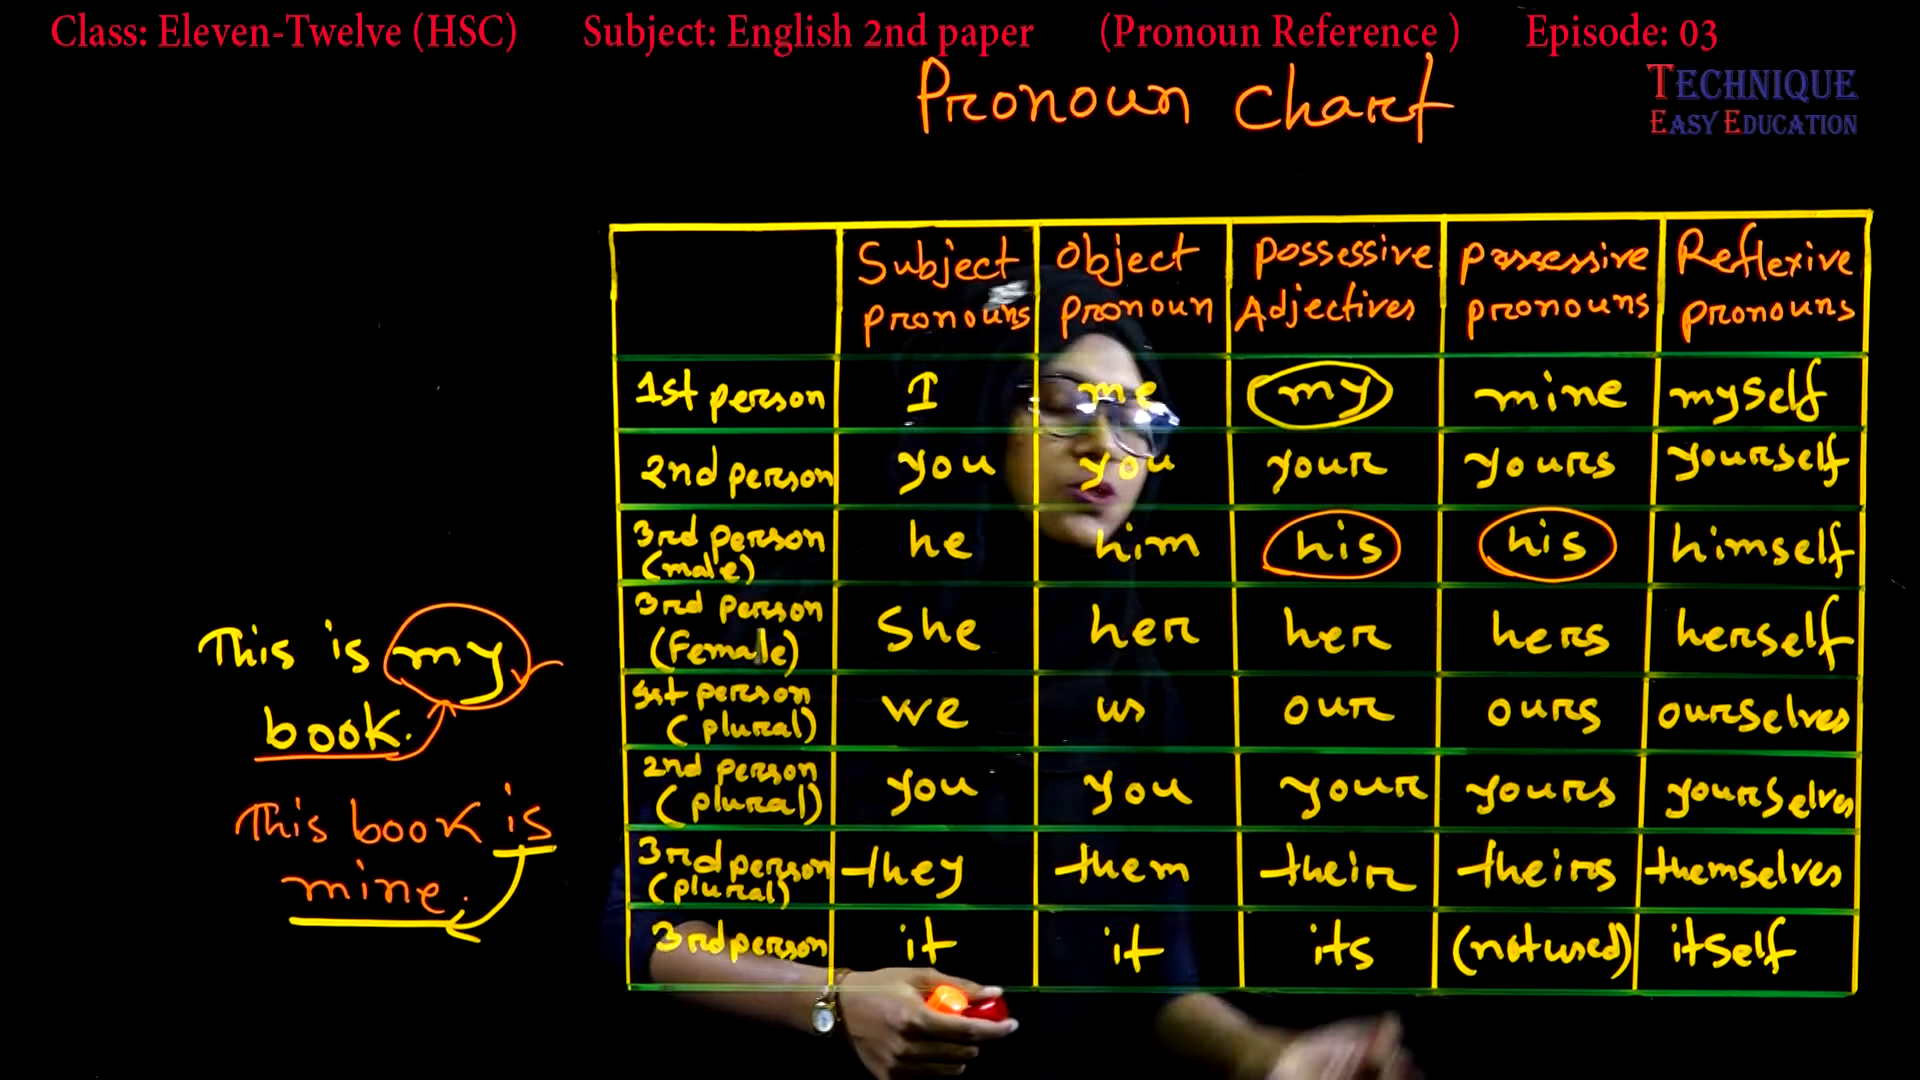 Class: Eleven-Twelve (HSC) Subject: English 2nd paper (Pronoun Reference ) Episode: 03
TECHNIQUE
EASY EDUCATION
Pronoun chart
Subject pronouns object pronoun possessive Adjectives possessive pronouns Reflexive pronouns
1st person I me my mine myself
2nd person you you your yours yourself
3rd person (male) he him his his himself
3rd person (Female) She her her hers herself
1st person (plural) we us our ours ourselves
2nd person (plural) you you your yours yourselves
3rd person (plural) they them their theirs themselves
3rd person it it its (not used) itself
This is my
book.
This book is
mine.